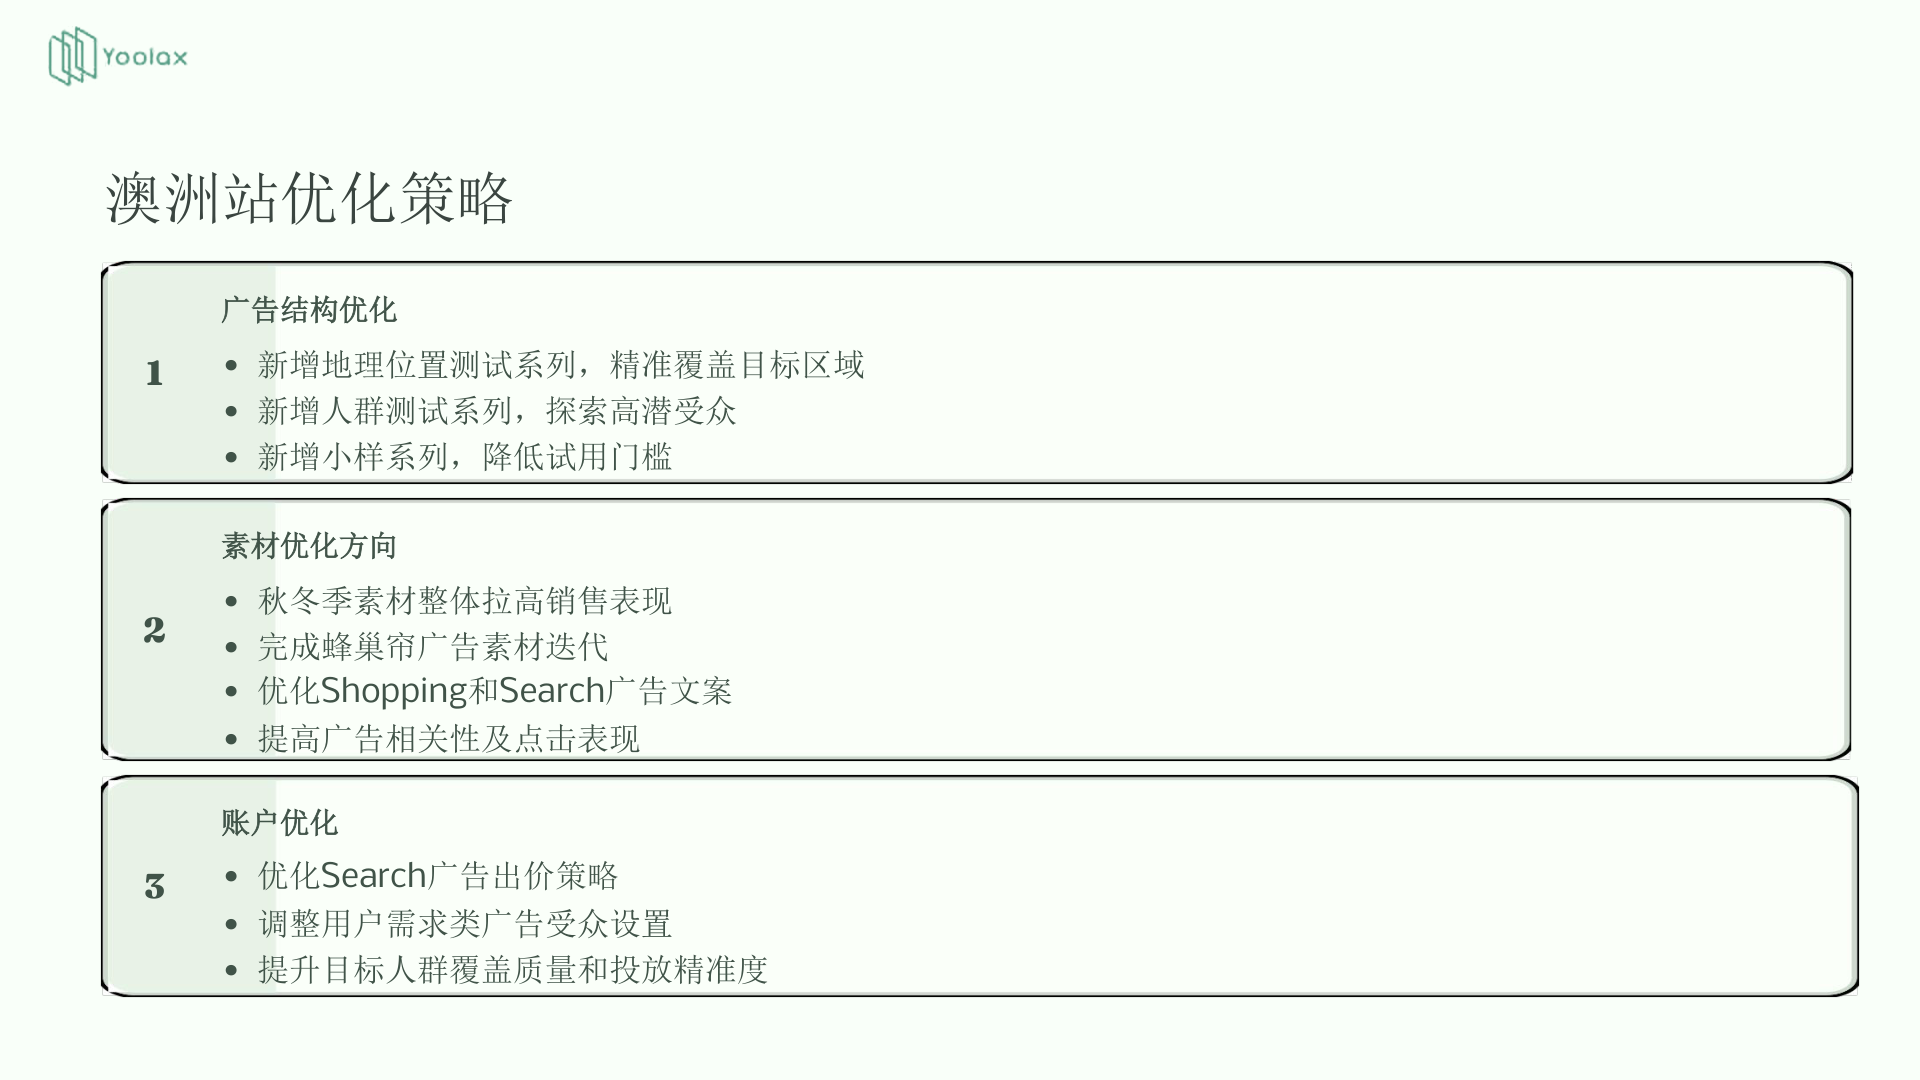 Yoolax
澳洲站优化策略
1
广告结构优化
• 新增地理位置测试系列，精准覆盖目标区域
• 新增人群测试系列，探索高潜受众
• 新增小样系列，降低试用门槛
2
素材优化方向
• 秋冬季素材整体拉高销售表现
• 完成蜂巢帘广告素材迭代
• 优化Shopping和Search广告文案
• 提高广告相关性及点击表现
3
账户优化
• 优化Search广告出价策略
• 调整用户需求类广告受众设置
• 提升目标人群覆盖质量和投放精准度